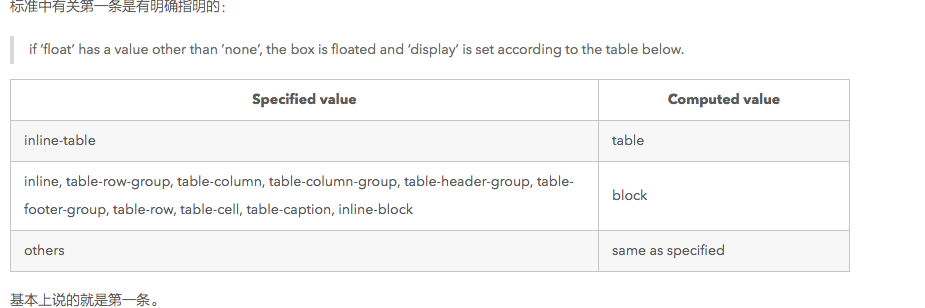 标准中有关第一条是有明确指明的：
if ‘float’ has a value other than ‘none’, the box is floated and ‘display’ is set according to the table below.
Specified value
Computed value
inline-table
table
inline, table-row-group, table-column, table-column-group, table-header-group, table-
footer-group, table-row, table-cell, table-caption, inline-block
block
others
same as specified
基本上说的就是第一条。